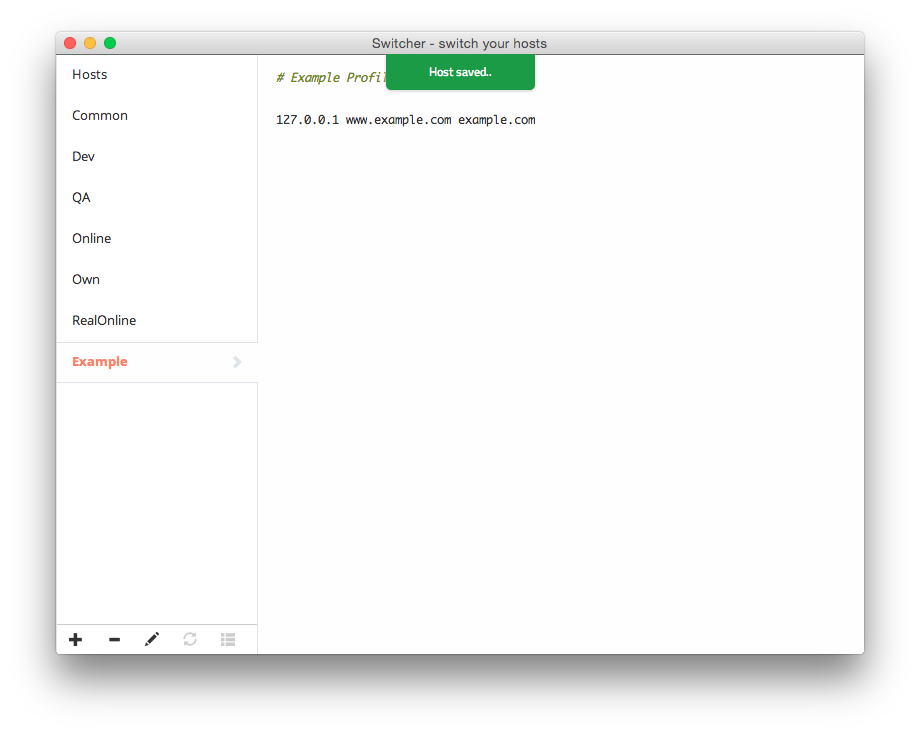 Switcher - switch your hosts
Hosts
Common
Dev
QA
Online
Own
RealOnline
Example
Host saved..
# Example
127.0.0.1 www.example.com example.com